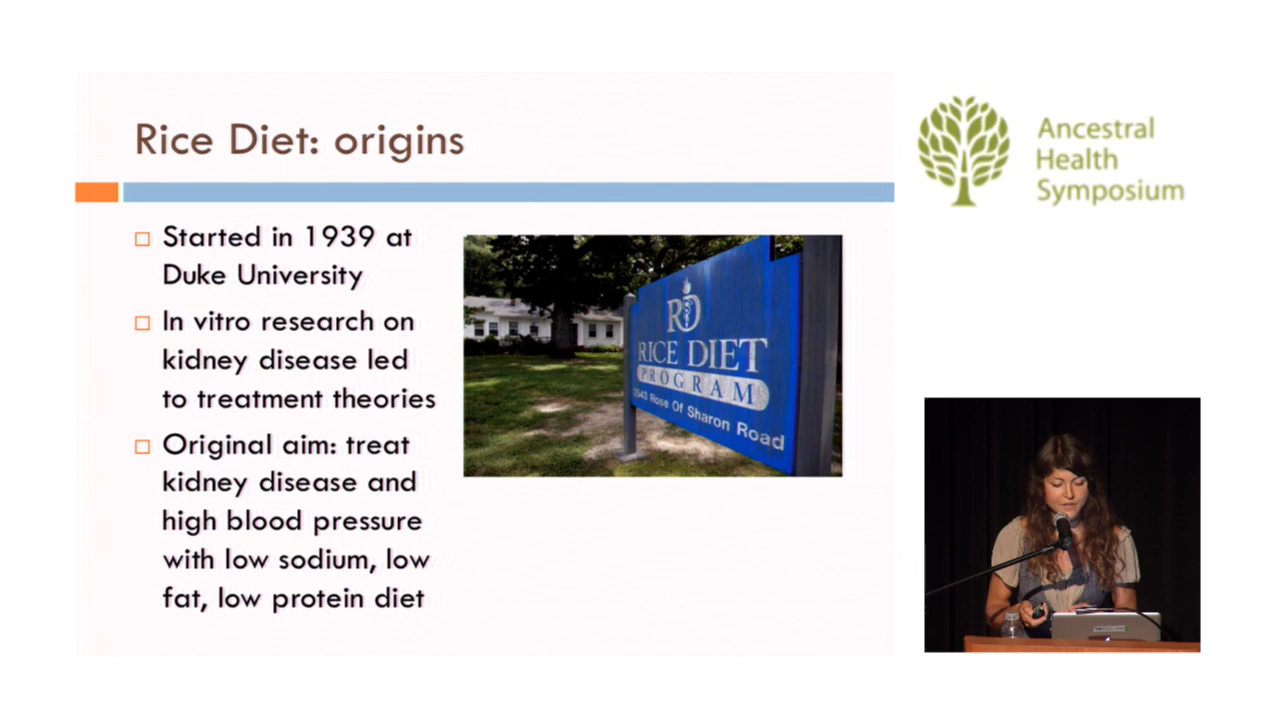 Rice Diet: origins
Started in 1939 at
Duke University
In vitro research on
kidney disease led
to treatment theories
Original aim: treat
kidney disease and
high blood pressure
with low sodium, low
fat, low protein diet
RD
RICE DIET
PROGRAM
Rose Of Sharon Road
Ancestral
Health
Symposium